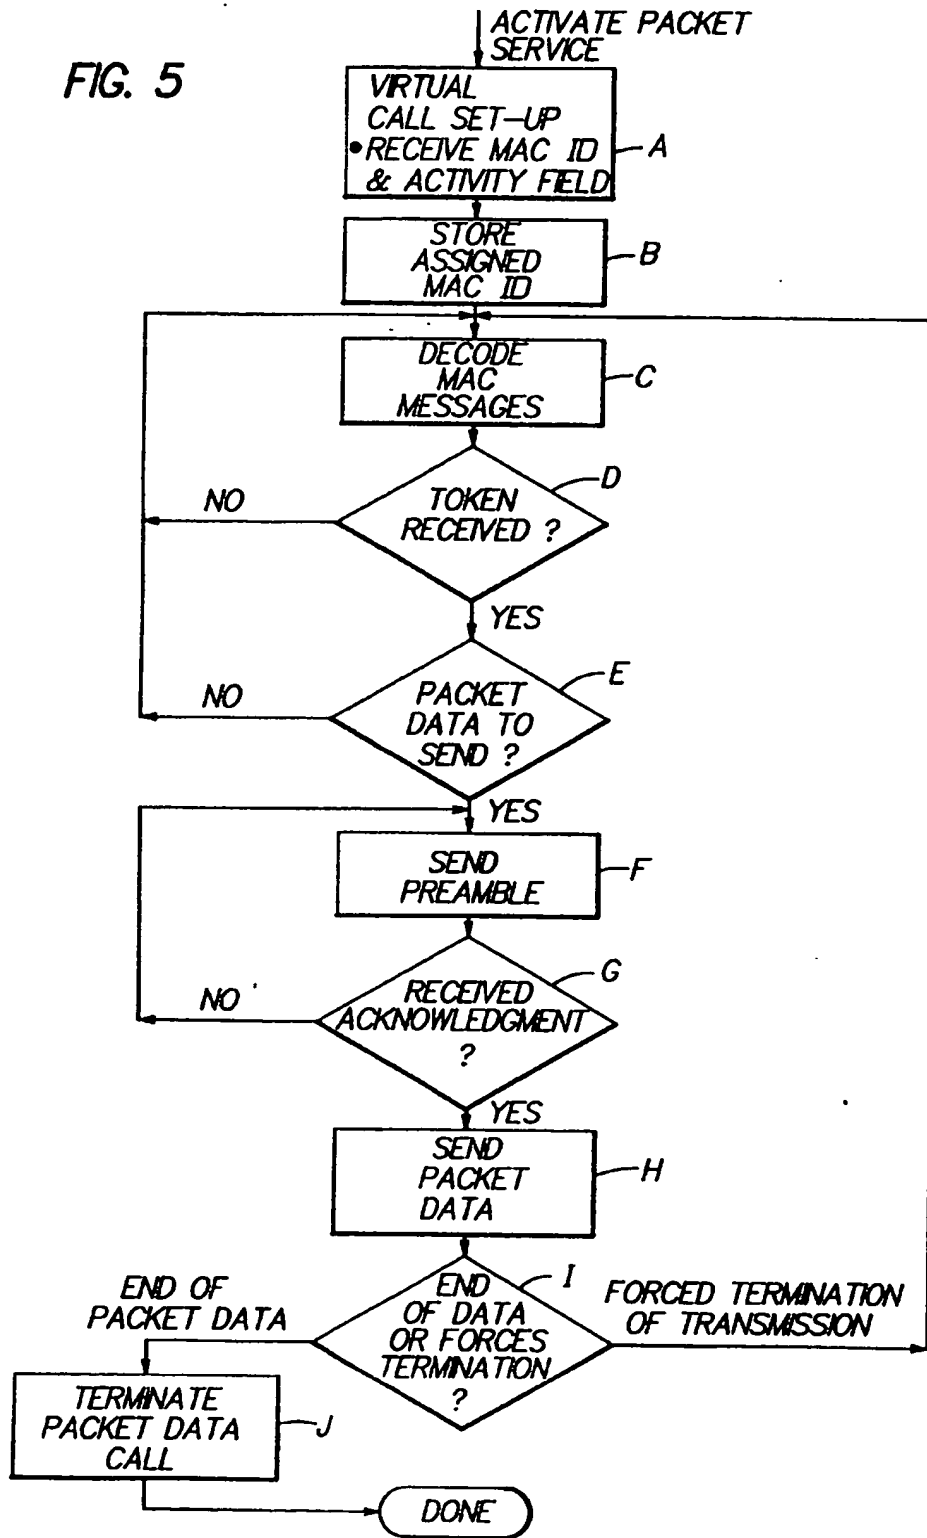 ACTIVATE PACKET
SERVICE
FIG. 5
VIRTUAL
CALL SET-UP
•RECEIVE MAC ID
& ACTIVITY FIELD
A
STORE
ASSIGNED
MAC ID
B
DECODE
MAC
MESSAGES
C
D
TOKEN
RECEIVED ?
NO
YES
E
PACKET
DATA TO
SEND ?
NO
YES
SEND
PREAMBLE
F
G
RECEIVED
ACKNOWLEDGMENT
?
NO
YES
SEND
PACKET
DATA
H
I
END
OF DATA
OR FORCES
TERMINATION
?
END OF
PACKET DATA
FORCED TERMINATION
OF TRANSMISSION
TERMINATE
PACKET DATA
CALL
J
DONE